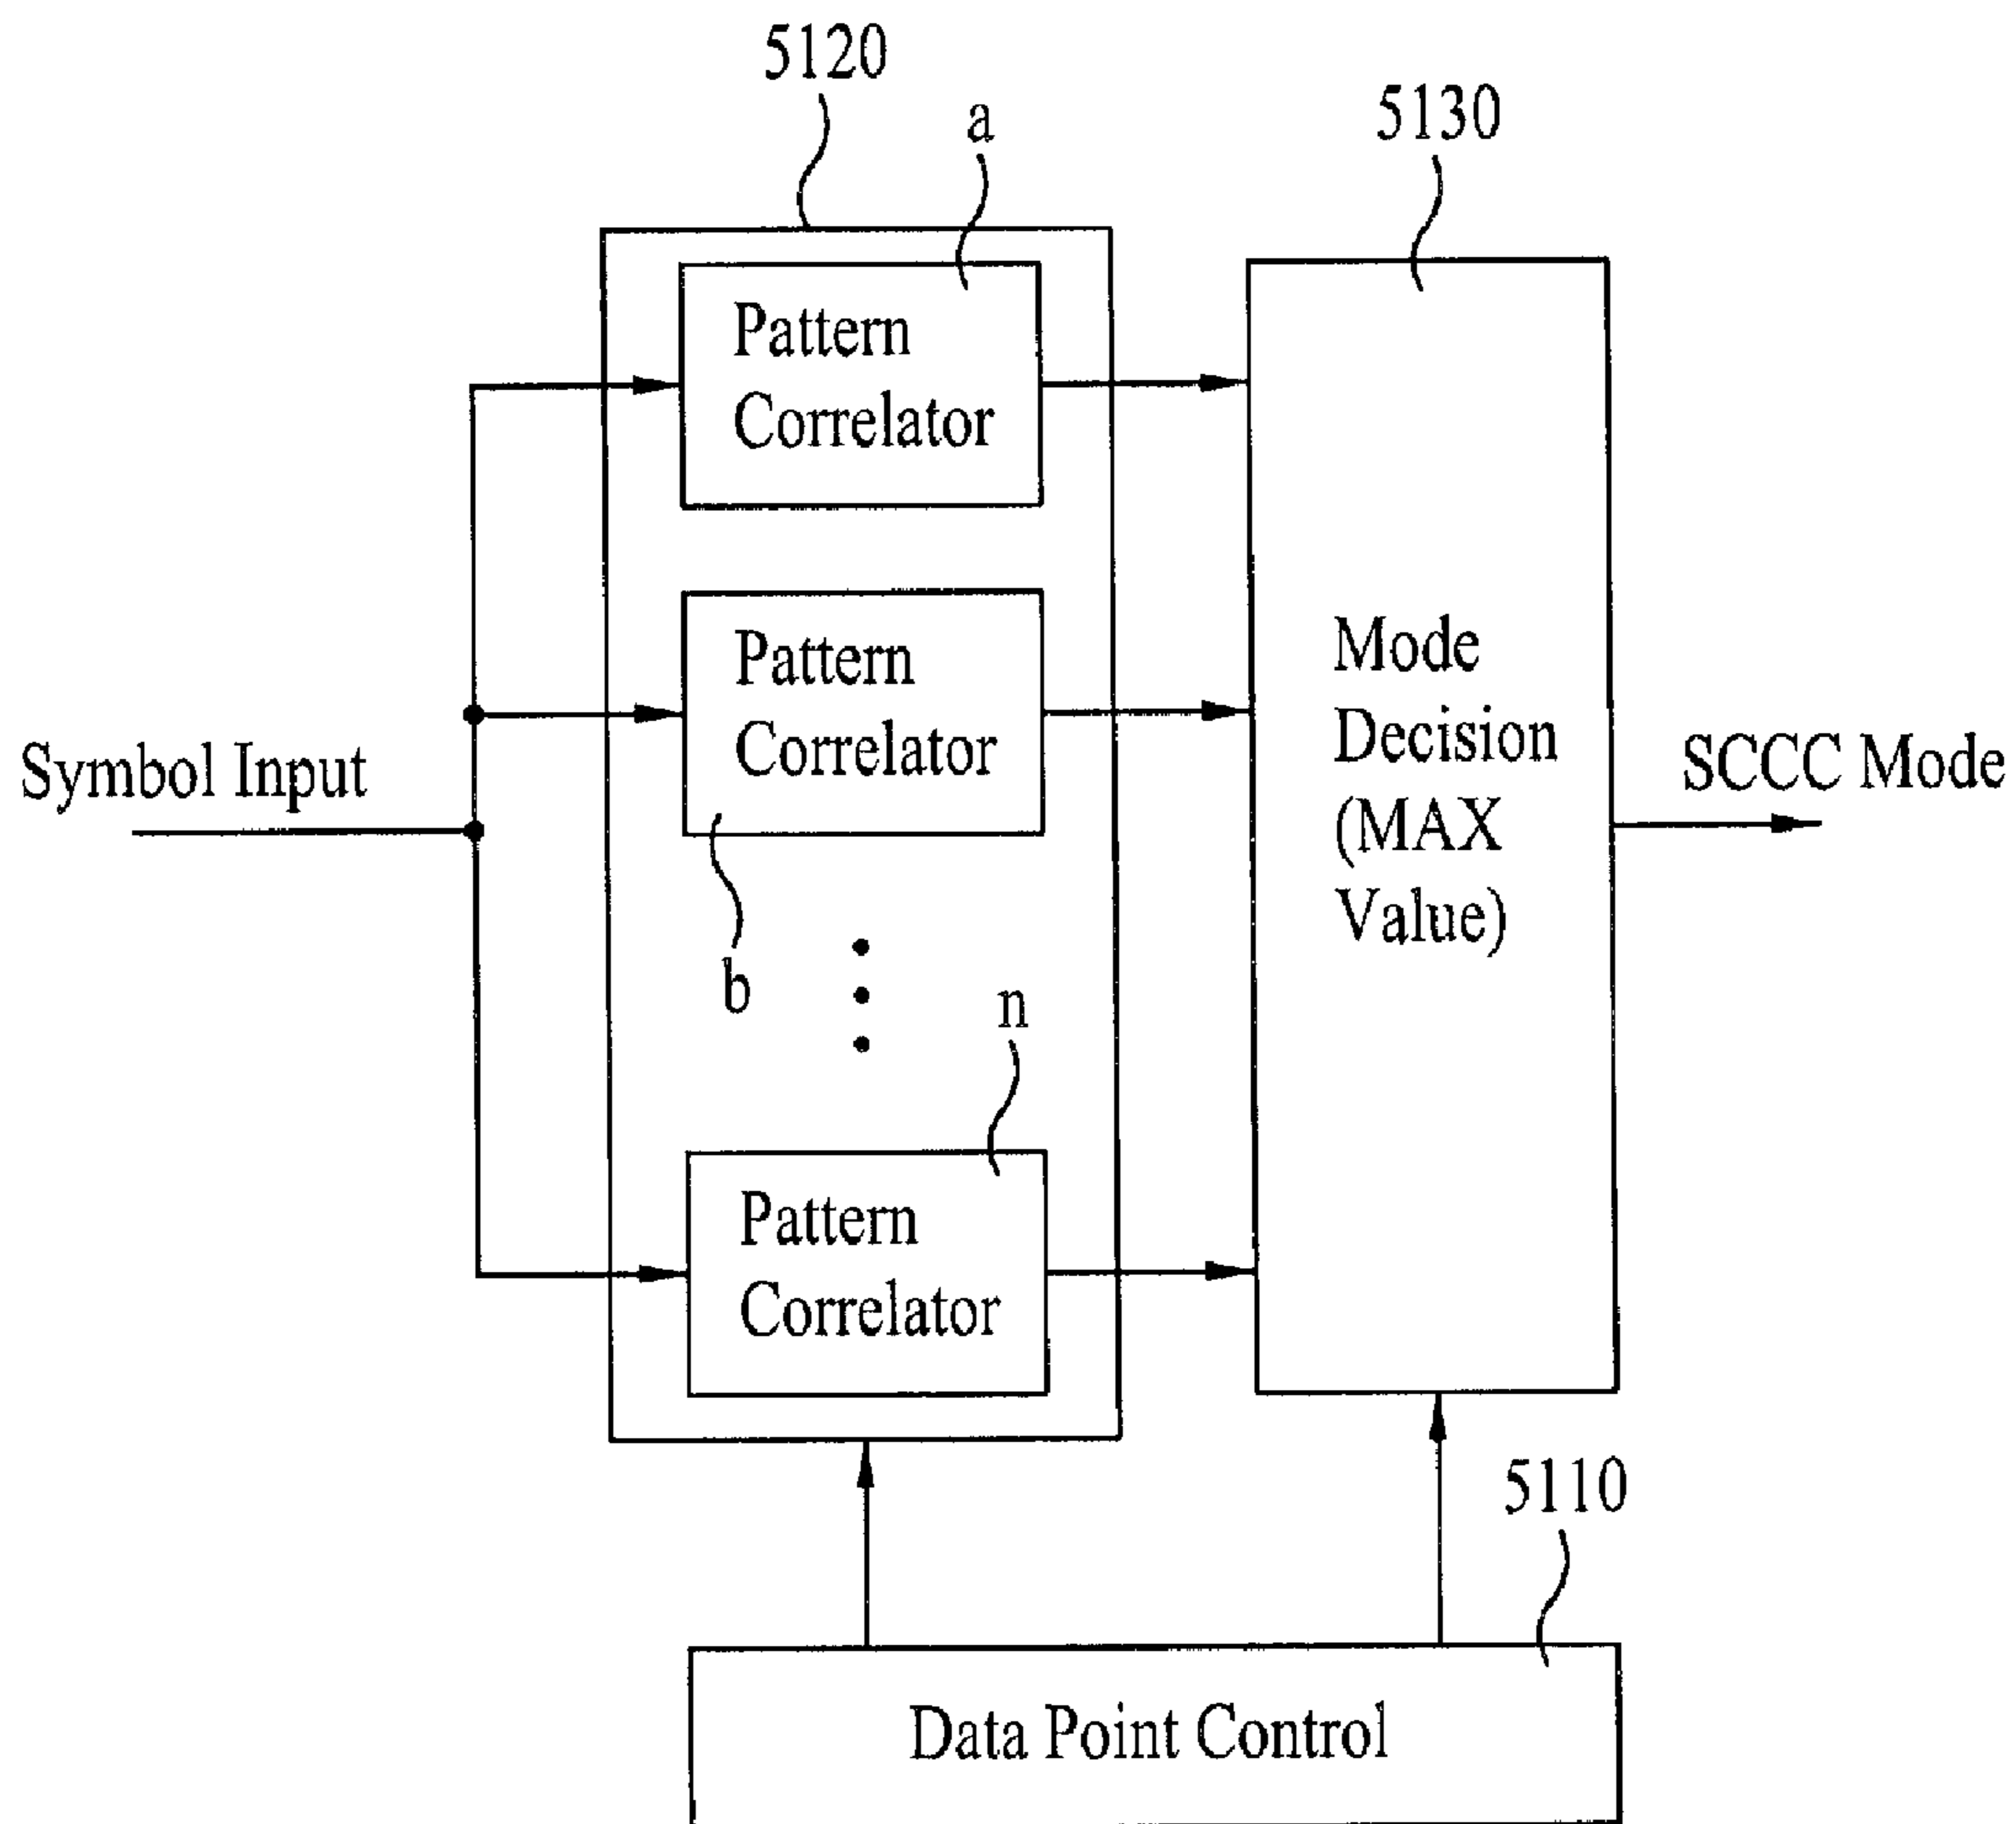 5120
a
5130
Pattern
Correlator
Pattern
Correlator
b
n
Pattern
Correlator
Symbol Input
Mode
Decision
(MAX
Value)
SCCC Mode
5110
Data Point Control